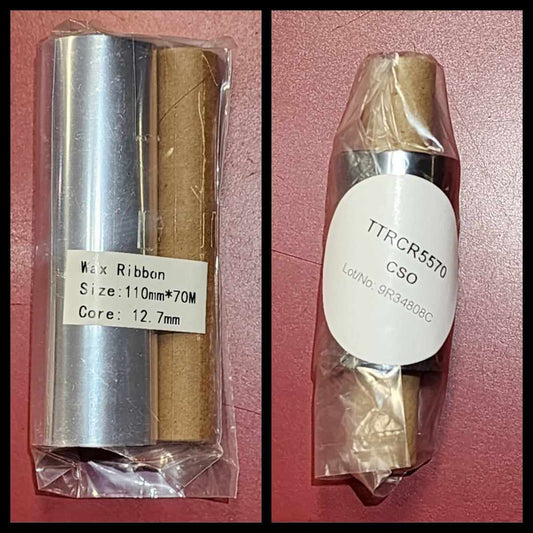 Wax Ribbon
Size:110mm*70M
Core: 12.7mm
TTRCR5570
CSO
Lot/No: 9R34808C